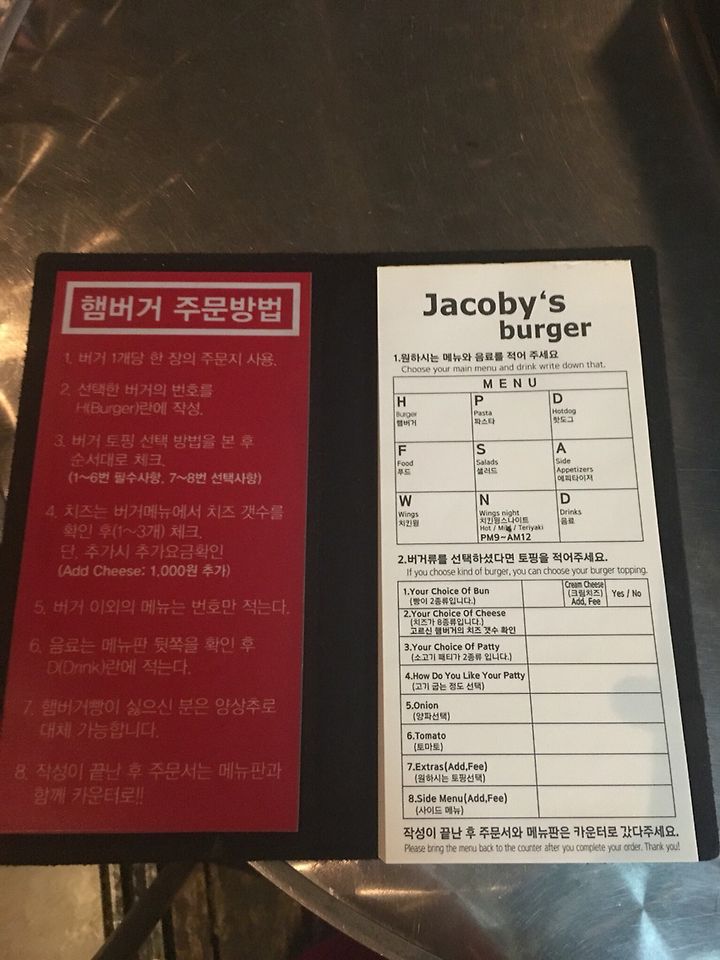 햄버거 주문방법
1. 버거 1개당 한 장의 주문지 사용.
2. 선택한 버거의 번호를
H(Burger)란에 작성.
3. 버거 토핑 선택 방법을 본 후
순서대로 체크.
(1~6번 필수사항, 7~8번 선택사항)
4. 치즈는 버거메뉴에서 치즈 갯수를
확인 후(1~3개) 체크.
단, 추가시 추가요금확인
(Add Cheese: 1,000원 추가)
5. 버거 이외의 메뉴는 번호만 적는다.
6. 음료는 메뉴판 뒷쪽을 확인 후
D(Drink)란에 적는다.
7. 햄버거빵이 싫으신 분은 양상추로
대체 가능합니다.
8. 작성이 끝난 후 주문서는 메뉴판과
함께 카운터로!!
Jacoby's
burger
1.원하시는 메뉴와 음료를 적어 주세요
Choose your main menu and drink write down that.
MENU
H
Burger
햄버거
P
Pasta
파스타
D
Hotdog
핫도그
F
Food
푸드
S
Salads
샐러드
A
Side
Appetizers
에피타이저
W
Wings
치킨윙
N
Wings night
치킨윙스나이트
Hot / Mild / Teriyaki
PM9~AM12
D
Drinks
음료
2.버거류를 선택하셨다면 토핑을 적어주세요.
If you choose kind of burger, you can choose your burger topping.
1.Your Choice Of Bun
(빵이 2종류입니다.)
Cream Cheese
(크림치즈)
Add, Fee
Yes / No
2.Your Choice Of Cheese
(치즈가 8종류입니다.)
고르신 햄버거의 치즈 갯수 확인
3.Your Choice Of Patty
(소고기 패티가 2종류 입니다.)
4.How Do You Like Your Patty
(고기 굽는 정도 선택)
5.Onion
(양파선택)
6.Tomato
(토마토)
7.Extras(Add,Fee)
(원하시는 토핑선택)
8.Side Menu(Add,Fee)
(사이드 메뉴)
작성이 끝난 후 주문서와 메뉴판은 카운터로 갔다주세요.
Please bring the menu back to the counter after you complete your order. Thank you!